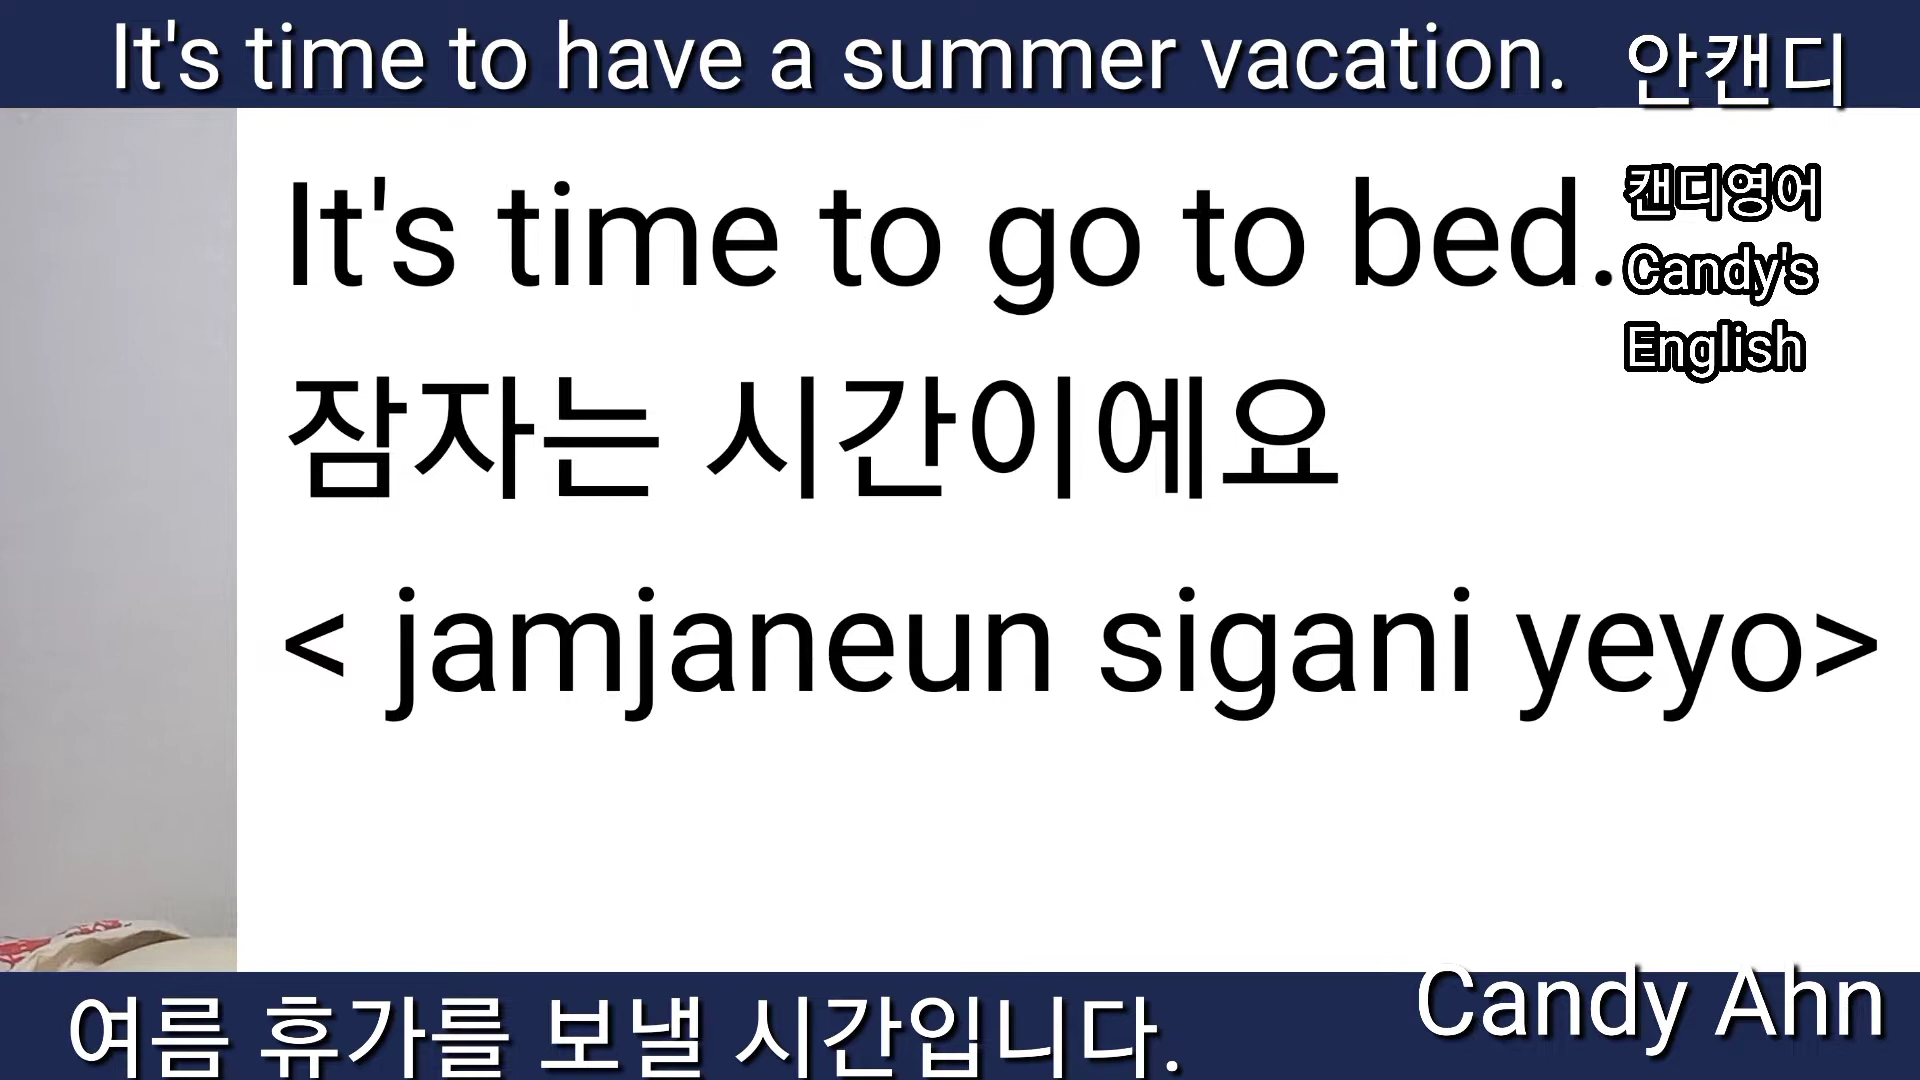 It's time to have a summer vacation.
안캔디
It's time to go to bed.
캔디영어
Candy's
English
잠자는 시간이에요
< jamjaneun sigani yeyo>
Candy Ahn
여름 휴가를 보낼 시간입니다.